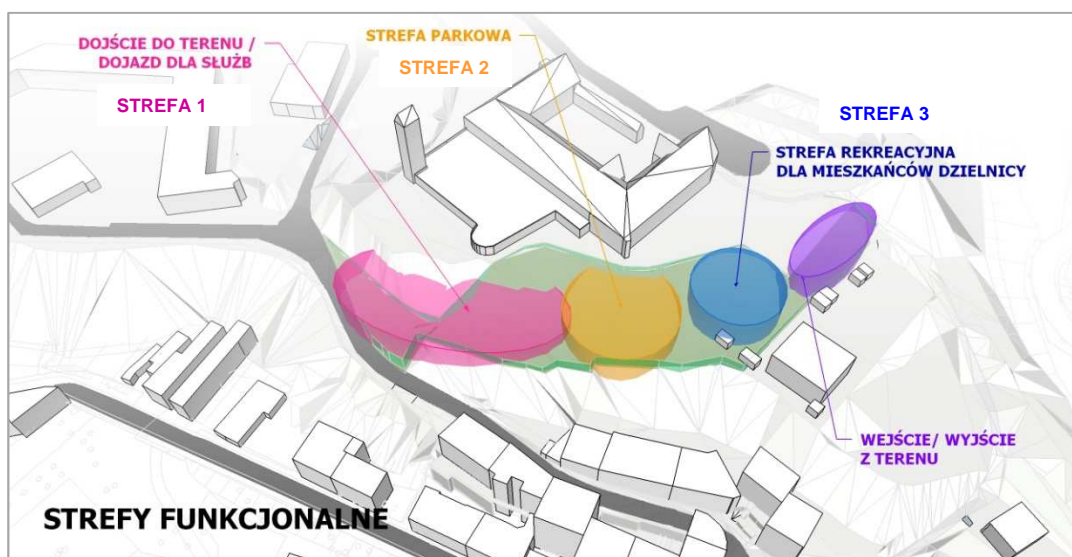 DOJŚCIE DO TERENU /
DOJAZD DLA SŁUŻB
STREFA 1
STREFA PARKOWA
STREFA 2
STREFA 3
STREFA REKREACYJNA
DLA MIESZKAŃCÓW DZIELNICY
WEJŚCIE/ WYJŚCIE
Z TERENU
STREFY FUNKCJONALNE